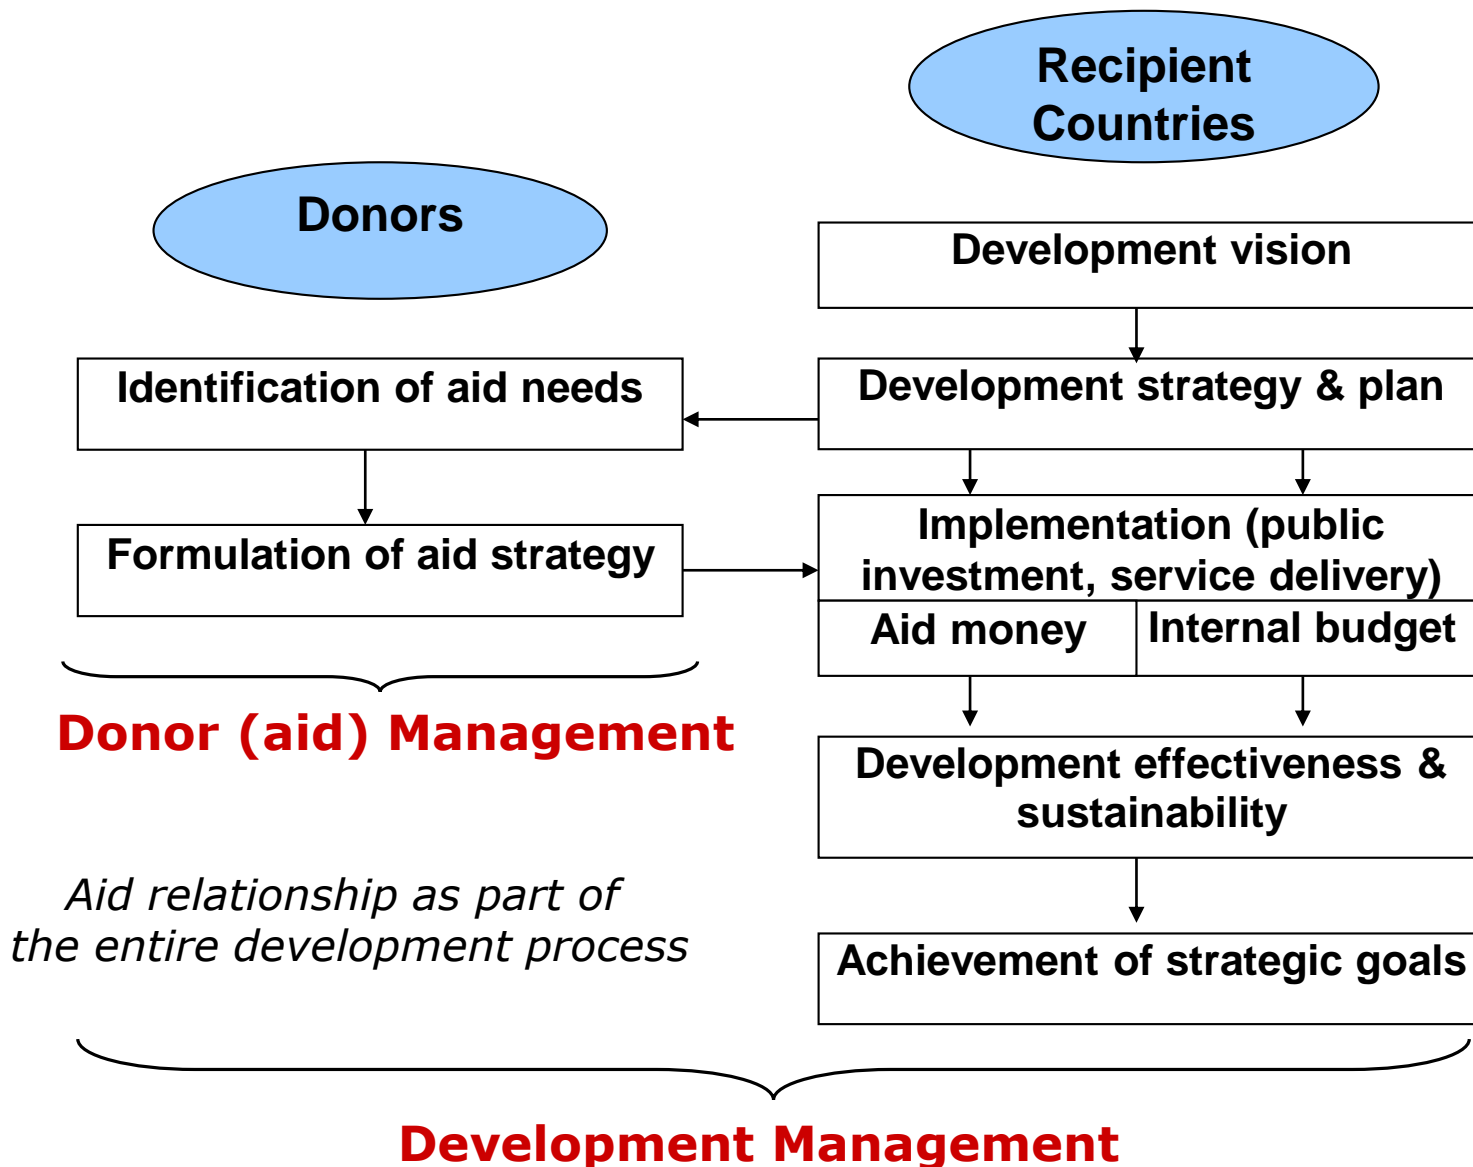 Recipient
Countries
Donors
Development vision
Identification of aid needs
Development strategy & plan
Formulation of aid strategy
Implementation (public
investment, service delivery)
Aid money
Internal budget
Donor (aid) Management
Development effectiveness &
sustainability
Aid relationship as part of
the entire development process
Achievement of strategic goals
Development Management